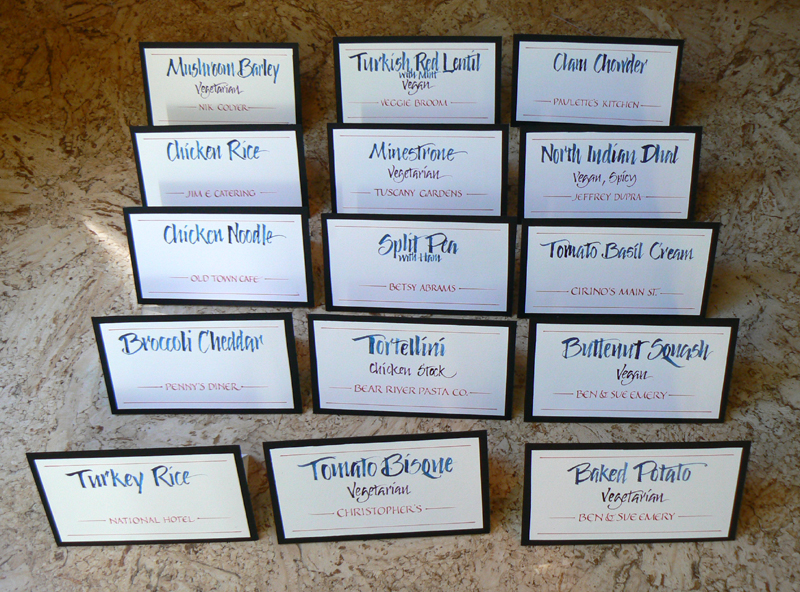 Mushroom Barley
Vegetarian
NIK COLYER
Turkish Red Lentil
with Mint
Vegan
VEGGIE BROOM
Clam Chowder
PAULETTE'S KITCHEN
Chicken Rice
JIM E CATERING
Minestrone
Vegetarian
TUSCANY GARDENS
North Indian Dhal
Vegan, Spicy
JEFFREY DUPRA
Chicken Noodle
OLD TOWN CAFE
Split Pea
with Ham
BETSY ABRAMS
Tomato Basil Cream
CIRINO'S MAIN ST.
Broccoli Cheddar
PENNY'S DINER
Tortellini
Chicken Stock
BEAR RIVER PASTA CO.
Butternut Squash
Vegan
BEN & SUE EMERY
Turkey Rice
NATIONAL HOTEL
Tomato Bisque
Vegetarian
CHRISTOPHER'S
Baked Potato
Vegetarian
BEN & SUE EMERY